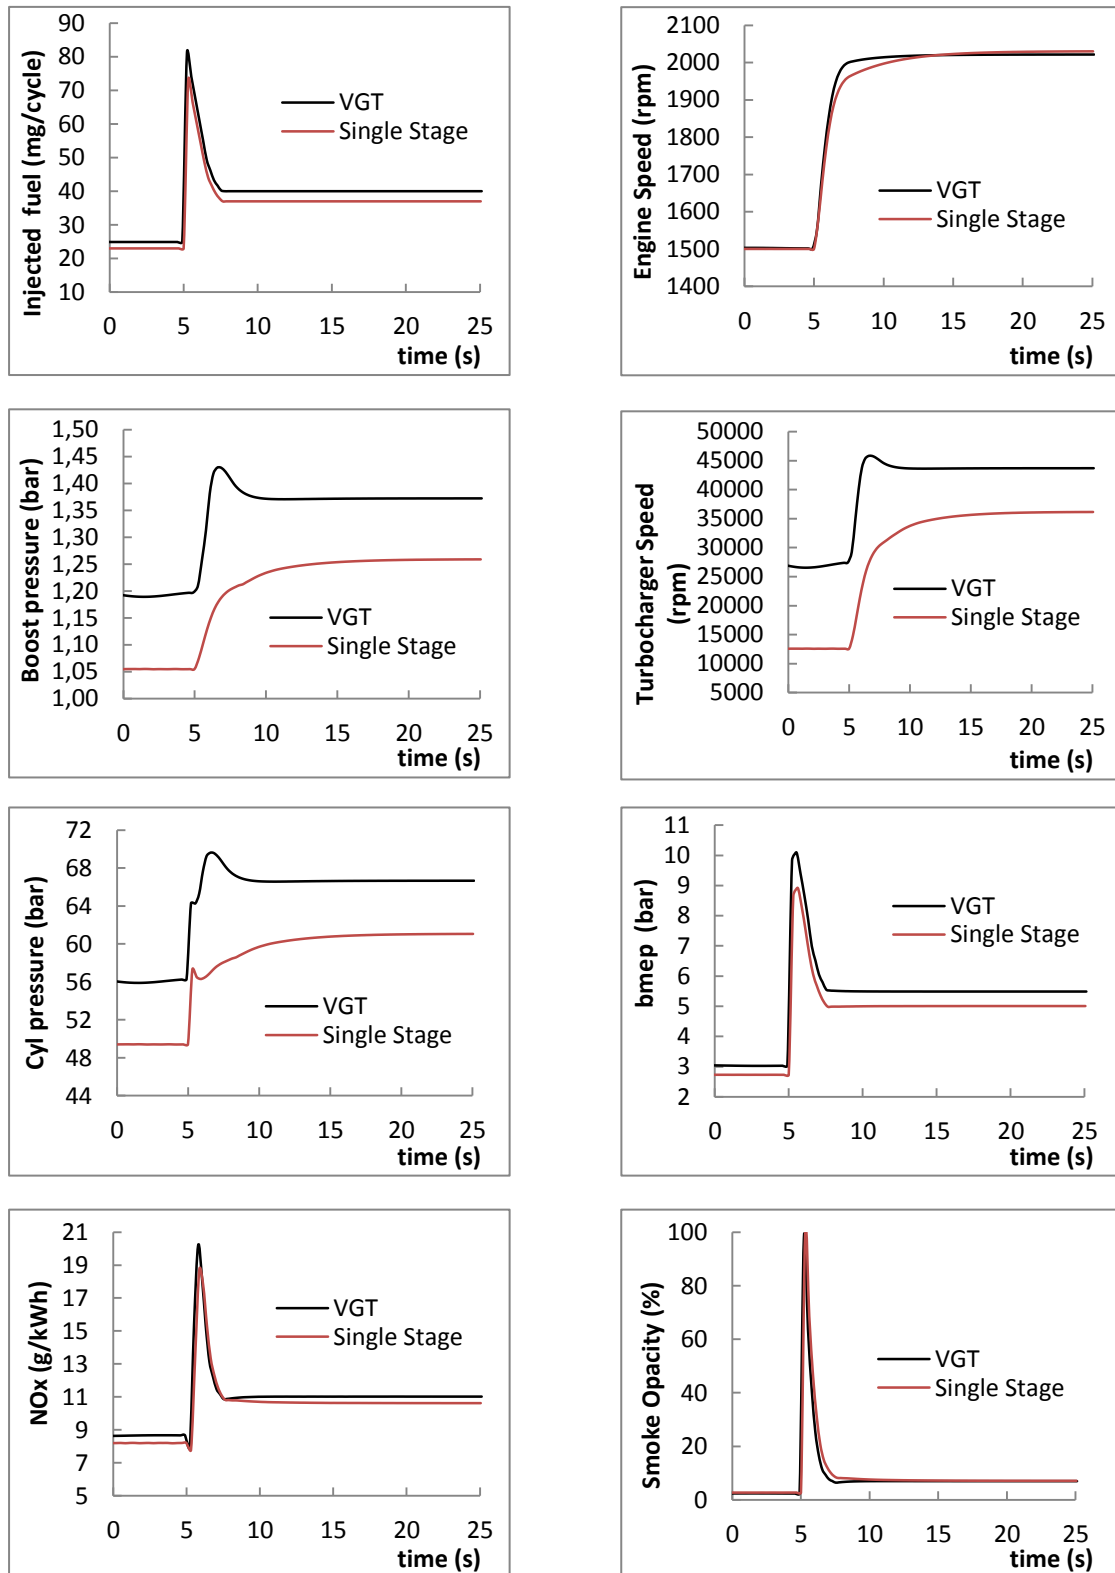 Injected fuel (mg/cycle)
90
80
70
60
50
40
30
20
10
VGT
Single Stage
0 5 10 15 20 25
time (s)
Engine Speed (rpm)
2100
2000
1900
1800
1700
1600
1500
1400
VGT
Single Stage
0 5 10 15 20 25
time (s)
Boost pressure (bar)
1,50
1,45
1,40
1,35
1,30
1,25
1,20
1,15
1,10
1,05
1,00
VGT
Single Stage
0 5 10 15 20 25
time (s)
Turbocharger Speed
(rpm)
50000
45000
40000
35000
30000
25000
20000
15000
10000
5000
VGT
Single Stage
0 5 10 15 20 25
time (s)
Cyl pressure (bar)
72
68
64
60
56
52
48
44
VGT
Single Stage
0 5 10 15 20 25
time (s)
bmep (bar)
11
10
9
8
7
6
5
4
3
2
VGT
Single Stage
0 5 10 15 20 25
time (s)
NOx (g/kWh)
21
19
17
15
13
11
9
7
5
VGT
Single Stage
0 5 10 15 20 25
time (s)
Smoke Opacity (%)
100
80
60
40
20
0
VGT
Single Stage
0 5 10 15 20 25
time (s)